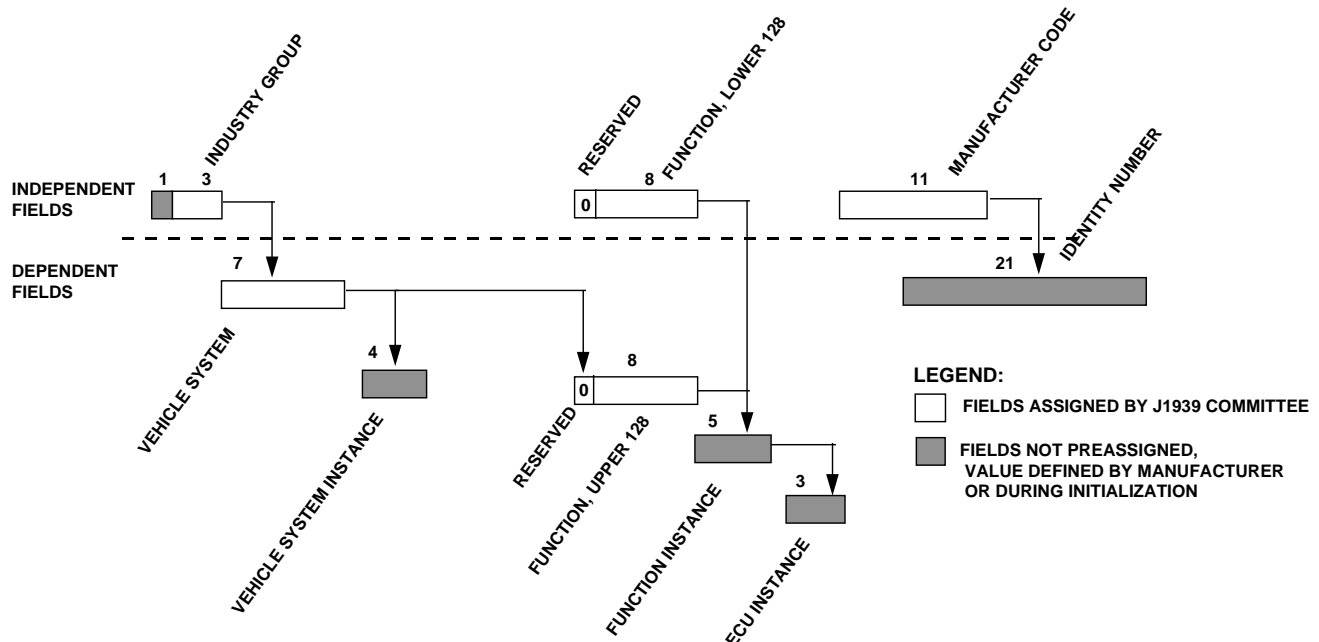 INDUSTRY GROUP
RESERVED
FUNCTION, LOWER 128
MANUFACTURER CODE
IDENTITY NUMBER
INDEPENDENT
FIELDS
1
3
0
8
11
DEPENDENT
FIELDS
7
21
VEHICLE SYSTEM
4
VEHICLE SYSTEM INSTANCE
0
8
RESERVED
FUNCTION, UPPER 128
5
FUNCTION INSTANCE
3
ECU INSTANCE
LEGEND:
FIELDS ASSIGNED BY J1939 COMMITTEE
FIELDS NOT PREASSIGNED,
VALUE DEFINED BY MANUFACTURER
OR DURING INITIALIZATION